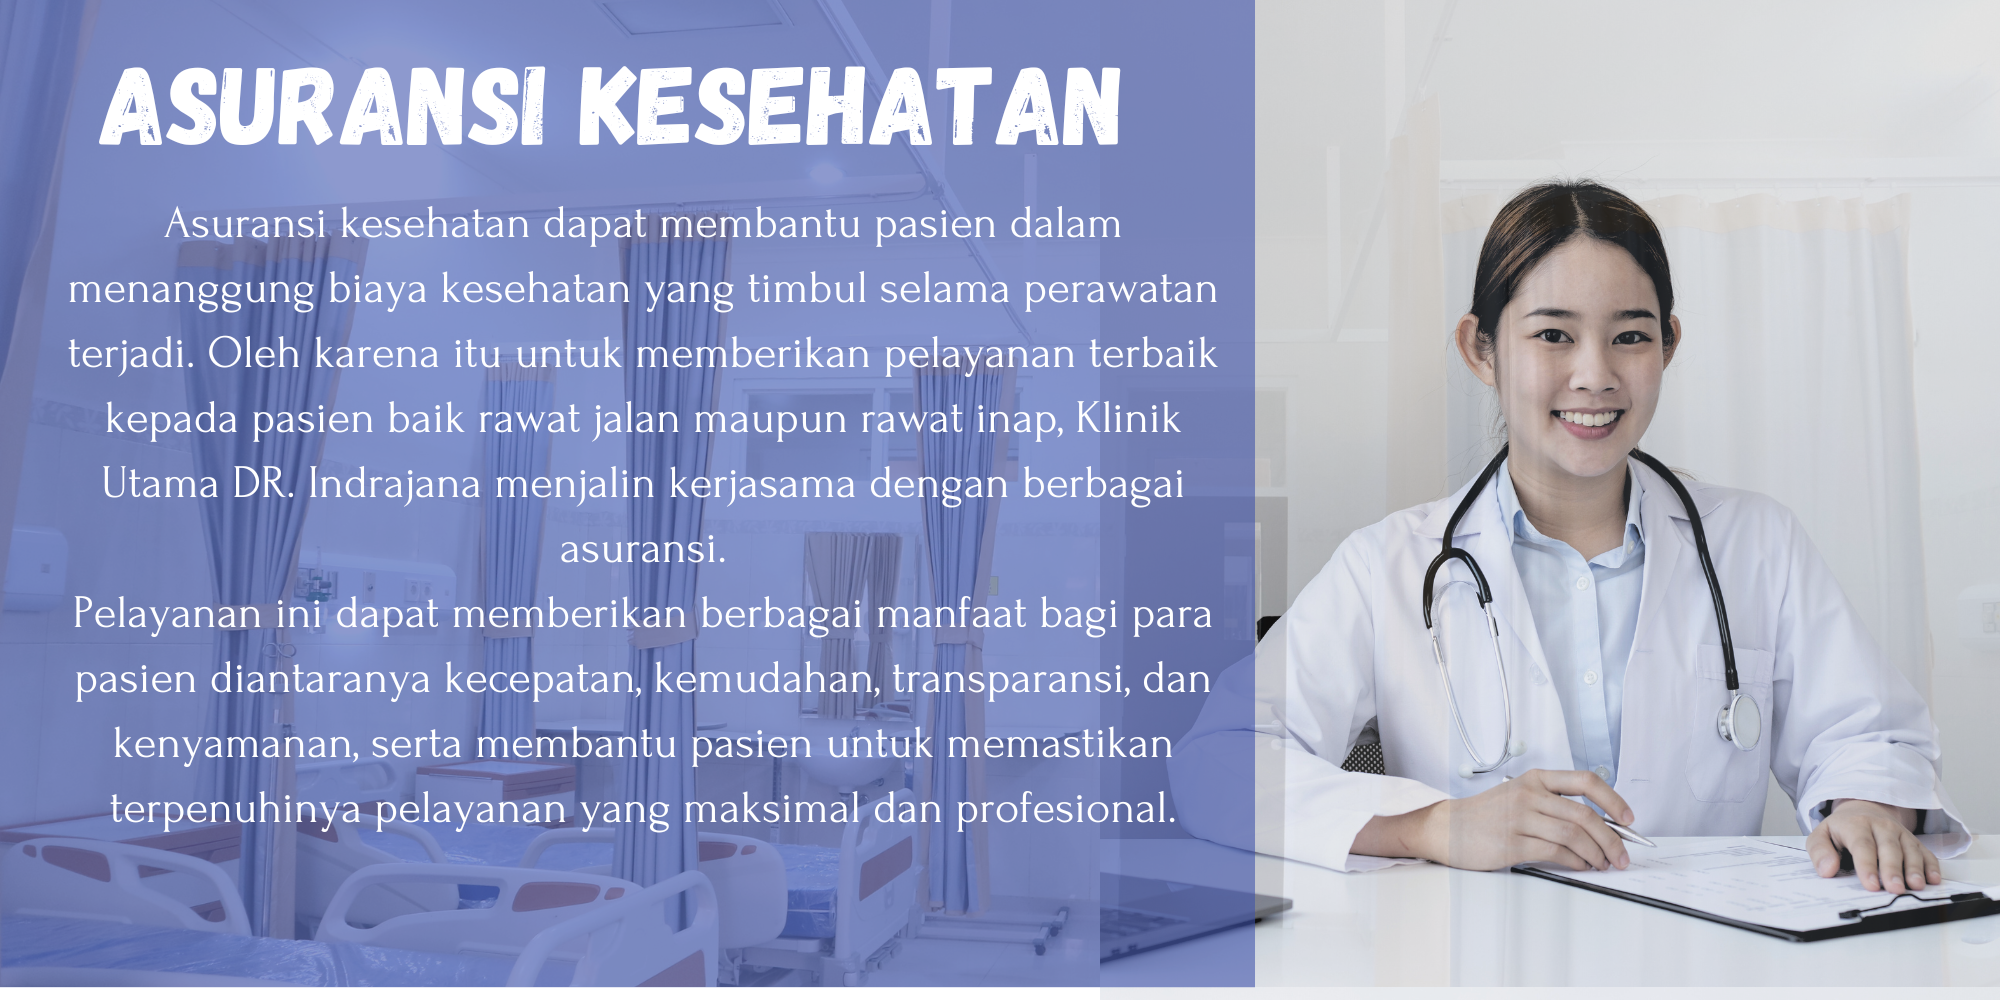 ASURANSI KESEHATAN
Asuransi kesehatan dapat membantu pasien dalam
menanggung biaya kesehatan yang timbul selama perawatan
terjadi. Oleh karena itu untuk memberikan pelayanan terbaik
kepada pasien baik rawat jalan maupun rawat inap, Klinik
Utama DR. Indrajana menjalin kerjasama dengan berbagai
asuransi.
Pelayanan ini dapat memberikan berbagai manfaat bagi para
pasien diantaranya kecepatan, kemudahan, transparansi, dan
kenyamanan, serta membantu pasien untuk memastikan
terpenuhinya pelayanan yang maksimal dan profesional.